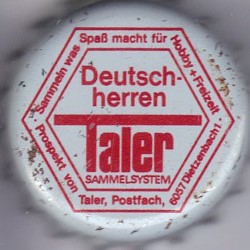 Sammeln was
Spaß macht für
Hobby + Freizeit
Deutsch-
herren
Taler
SAMMELSYSTEM
Prospekt von
Taler, Postfach,
6057 Dietzenbach 1